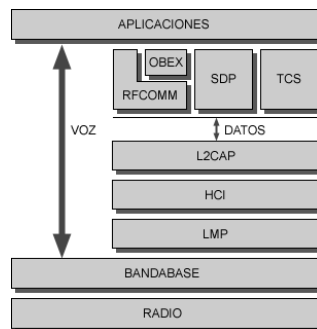 APLICACIONES
OBEX
RFCOMM
SDP
TCS
VOZ
DATOS
L2CAP
HCI
LMP
BANDABASE
RADIO